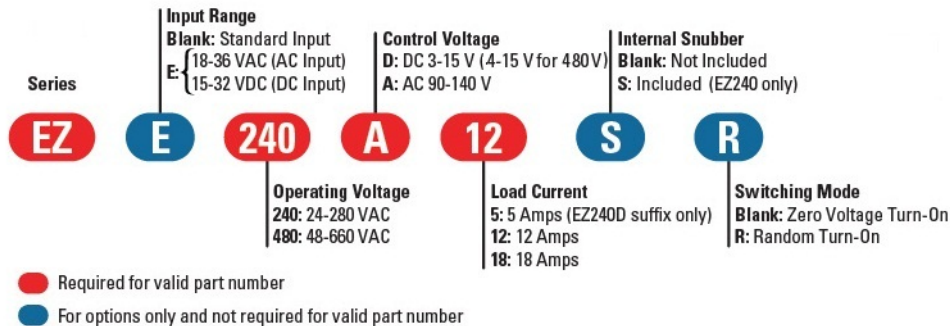 Input Range
Blank: Standard Input
E: { 18-36 VAC (AC Input)
15-32 VDC (DC Input)
Control Voltage
D: DC 3-15 V (4-15 V for 480V)
A: AC 90-140 V
Internal Snubber
Blank: Not Included
S: Included (EZ240 only)
Series
EZ E 240 A 12 S R
Operating Voltage
240: 24-280 VAC
480: 48-660 VAC
Load Current
5: 5 Amps (EZ240D suffix only)
12: 12 Amps
18: 18 Amps
Switching Mode
Blank: Zero Voltage Turn-On
R: Random Turn-On
Required for valid part number
For options only and not required for valid part number